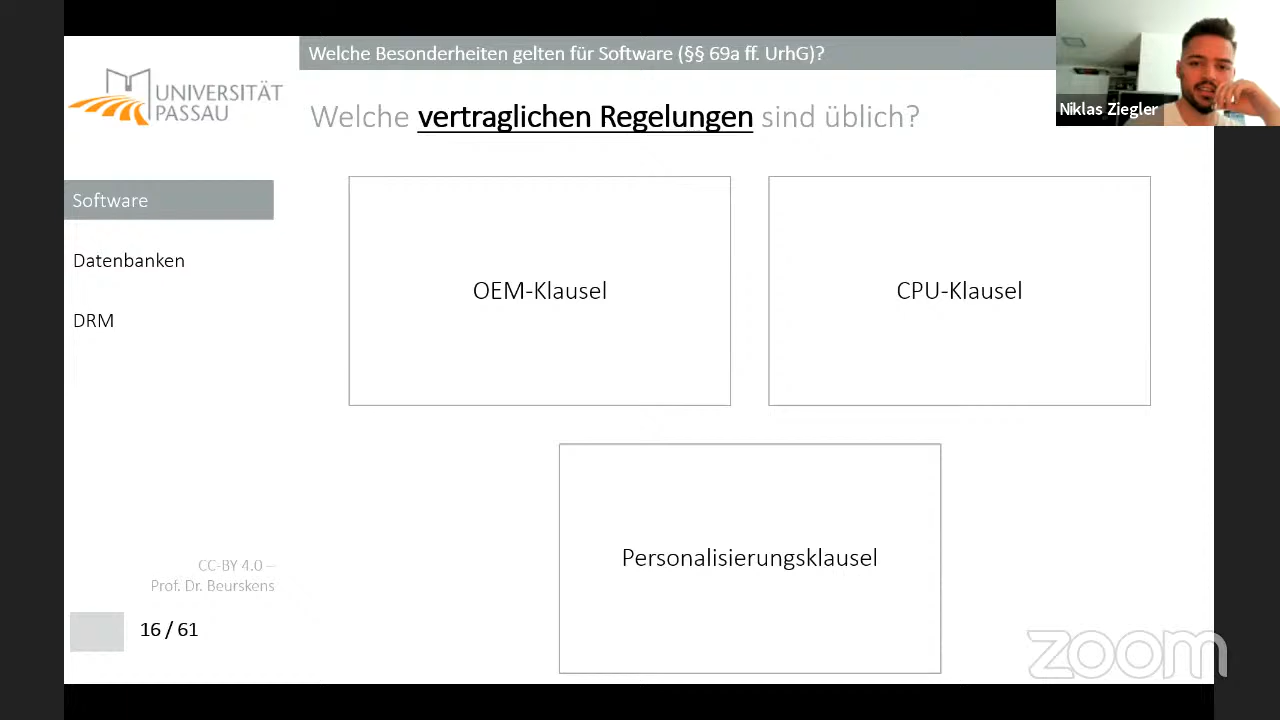 Welche Besonderheiten gelten für Software (§§ 69a ff. UrhG)?
UNIVERSITÄT
PASSAU
Welche vertraglichen Regelungen sind üblich?
Niklas Ziegler
Software
Datenbanken
DRM
OEM-Klausel
CPU-Klausel
Personalisierungsklausel
CC-BY 4.0 –
Prof. Dr. Beurskens
16 / 61
zoom